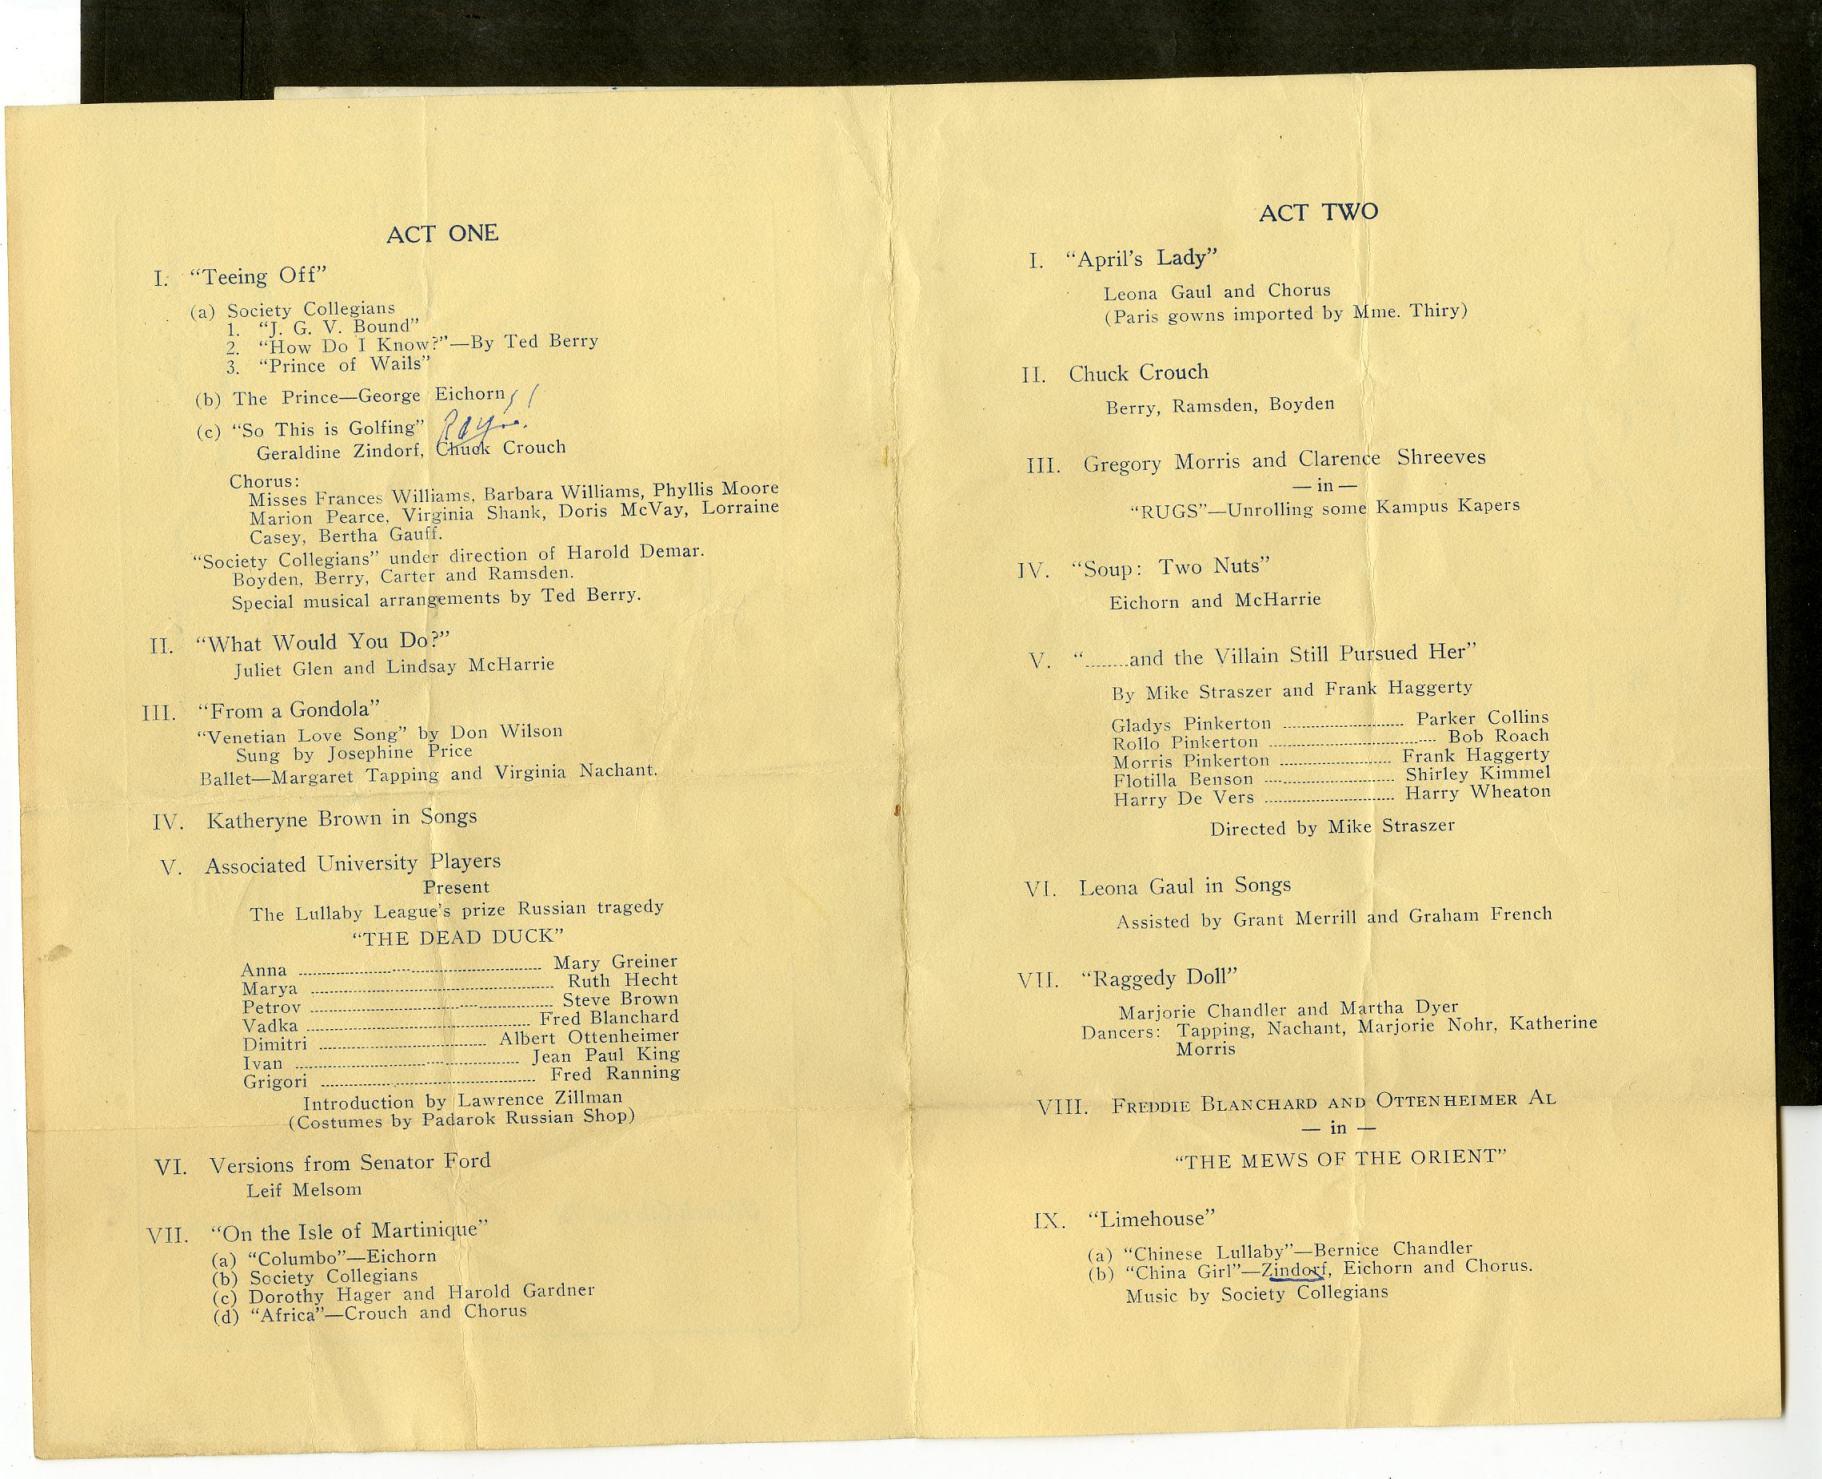 ACT ONE
I. "Teeing Off"
(a) Society Collegians
1. "J. G. V. Bound"
2. "How Do I Know?"—By Ted Berry
3. "Prince of Wails"
(b) The Prince—George Eichorn
(c) "So This is Golfing"
Geraldine Zindorf, Chuck Crouch
Chorus:
Misses Frances Williams, Barbara Williams, Phyllis Moore
Marion Pearce, Virginia Shank, Doris McVay, Lorraine
Casey, Bertha Gauff.
"Society Collegians" under direction of Harold Demar.
Boyden, Berry, Carter and Ramsden.
Special musical arrangements by Ted Berry.
II. "What Would You Do?"
Juliet Glen and Lindsay McHarrie
III. "From a Gondola"
"Venetian Love Song" by Don Wilson
Sung by Josephine Price
Ballet—Margaret Tapping and Virginia Nachant.
IV. Katheryne Brown in Songs
V. Associated University Players
Present
The Lullaby League's prize Russian tragedy
"THE DEAD DUCK"
Anna ........ Mary Greiner
Marya ........ Ruth Hecht
Petrov ........ Steve Brown
Vadka ........ Fred Blanchard
Dimitri ........ Albert Ottenheimer
Ivan ........ Jean Paul King
Grigori ........ Fred Ranning
Introduction by Lawrence Zillman
(Costumes by Padarok Russian Shop)
VI. Versions from Senator Ford
Leif Melsom
VII. "On the Isle of Martinique"
(a) "Columbo"—Eichorn
(b) Society Collegians
(c) Dorothy Hager and Harold Gardner
(d) "Africa"—Crouch and Chorus
ACT TWO
I. "April's Lady"
Leona Gaul and Chorus
(Paris gowns imported by Mme. Thiry)
II. Chuck Crouch
Berry, Ramsden, Boyden
III. Gregory Morris and Clarence Shreeves
— in —
"RUGS"—Unrolling some Kampus Kapers
IV. "Soup: Two Nuts"
Eichorn and McHarrie
V. "........and the Villain Still Pursued Her"
By Mike Straszer and Frank Haggerty
Gladys Pinkerton ........ Parker Collins
Rollo Pinkerton ........ Bob Roach
Morris Pinkerton ........ Frank Haggerty
Flotilla Benson ........ Shirley Kimmel
Harry De Vers ........ Harry Wheaton
Directed by Mike Straszer
VI. Leona Gaul in Songs
Assisted by Grant Merrill and Graham French
VII. "Raggedy Doll"
Marjorie Chandler and Martha Dyer
Dancers: Tapping, Nachant, Marjorie Nohr, Katherine
Morris
VIII. FREDDIE BLANCHARD AND OTTENHEIMER AL
— in —
"THE MEWS OF THE ORIENT"
IX. "Limehouse"
(a) "Chinese Lullaby"—Bernice Chandler
(b) "China Girl"—Zindorf, Eichorn and Chorus.
Music by Society Collegians